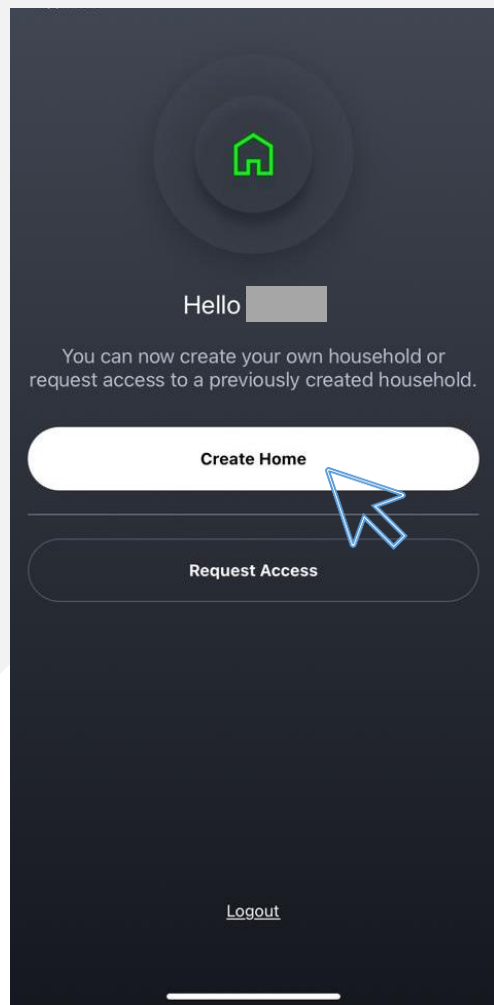 Hello
You can now create your own household or
request access to a previously created household.
Create Home
Request Access
Logout